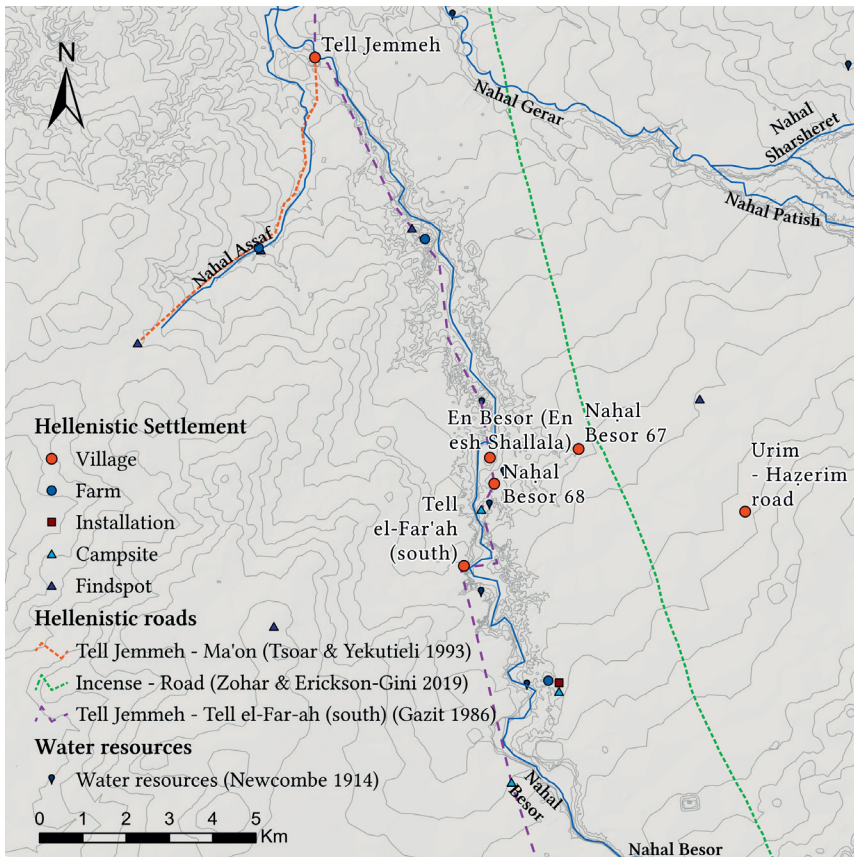 N
Tell Jemmeh
Nahal Gerar
Nahal
Sharsheret
Nahal Patish
Nahal Assaf
En Besor (En
esh Shallala)
Naḥal
Besor 67
Urim
- Haẓerim
road
Naḥal
Besor 68
Tell
el-Far'ah
(south)
Hellenistic Settlement
Village
Farm
Installation
Campsite
Findspot
Hellenistic roads
Tell Jemmeh - Ma'on (Tsoar & Yekutieli 1993)
Incense - Road (Zohar & Erickson-Gini 2019)
Tell Jemmeh - Tell el-Far-ah (south) (Gazit 1986)
Water resources
Water resources (Newcombe 1914)
Nahal
Besor
0 1 2 3 4 5
Km
Nahal Besor